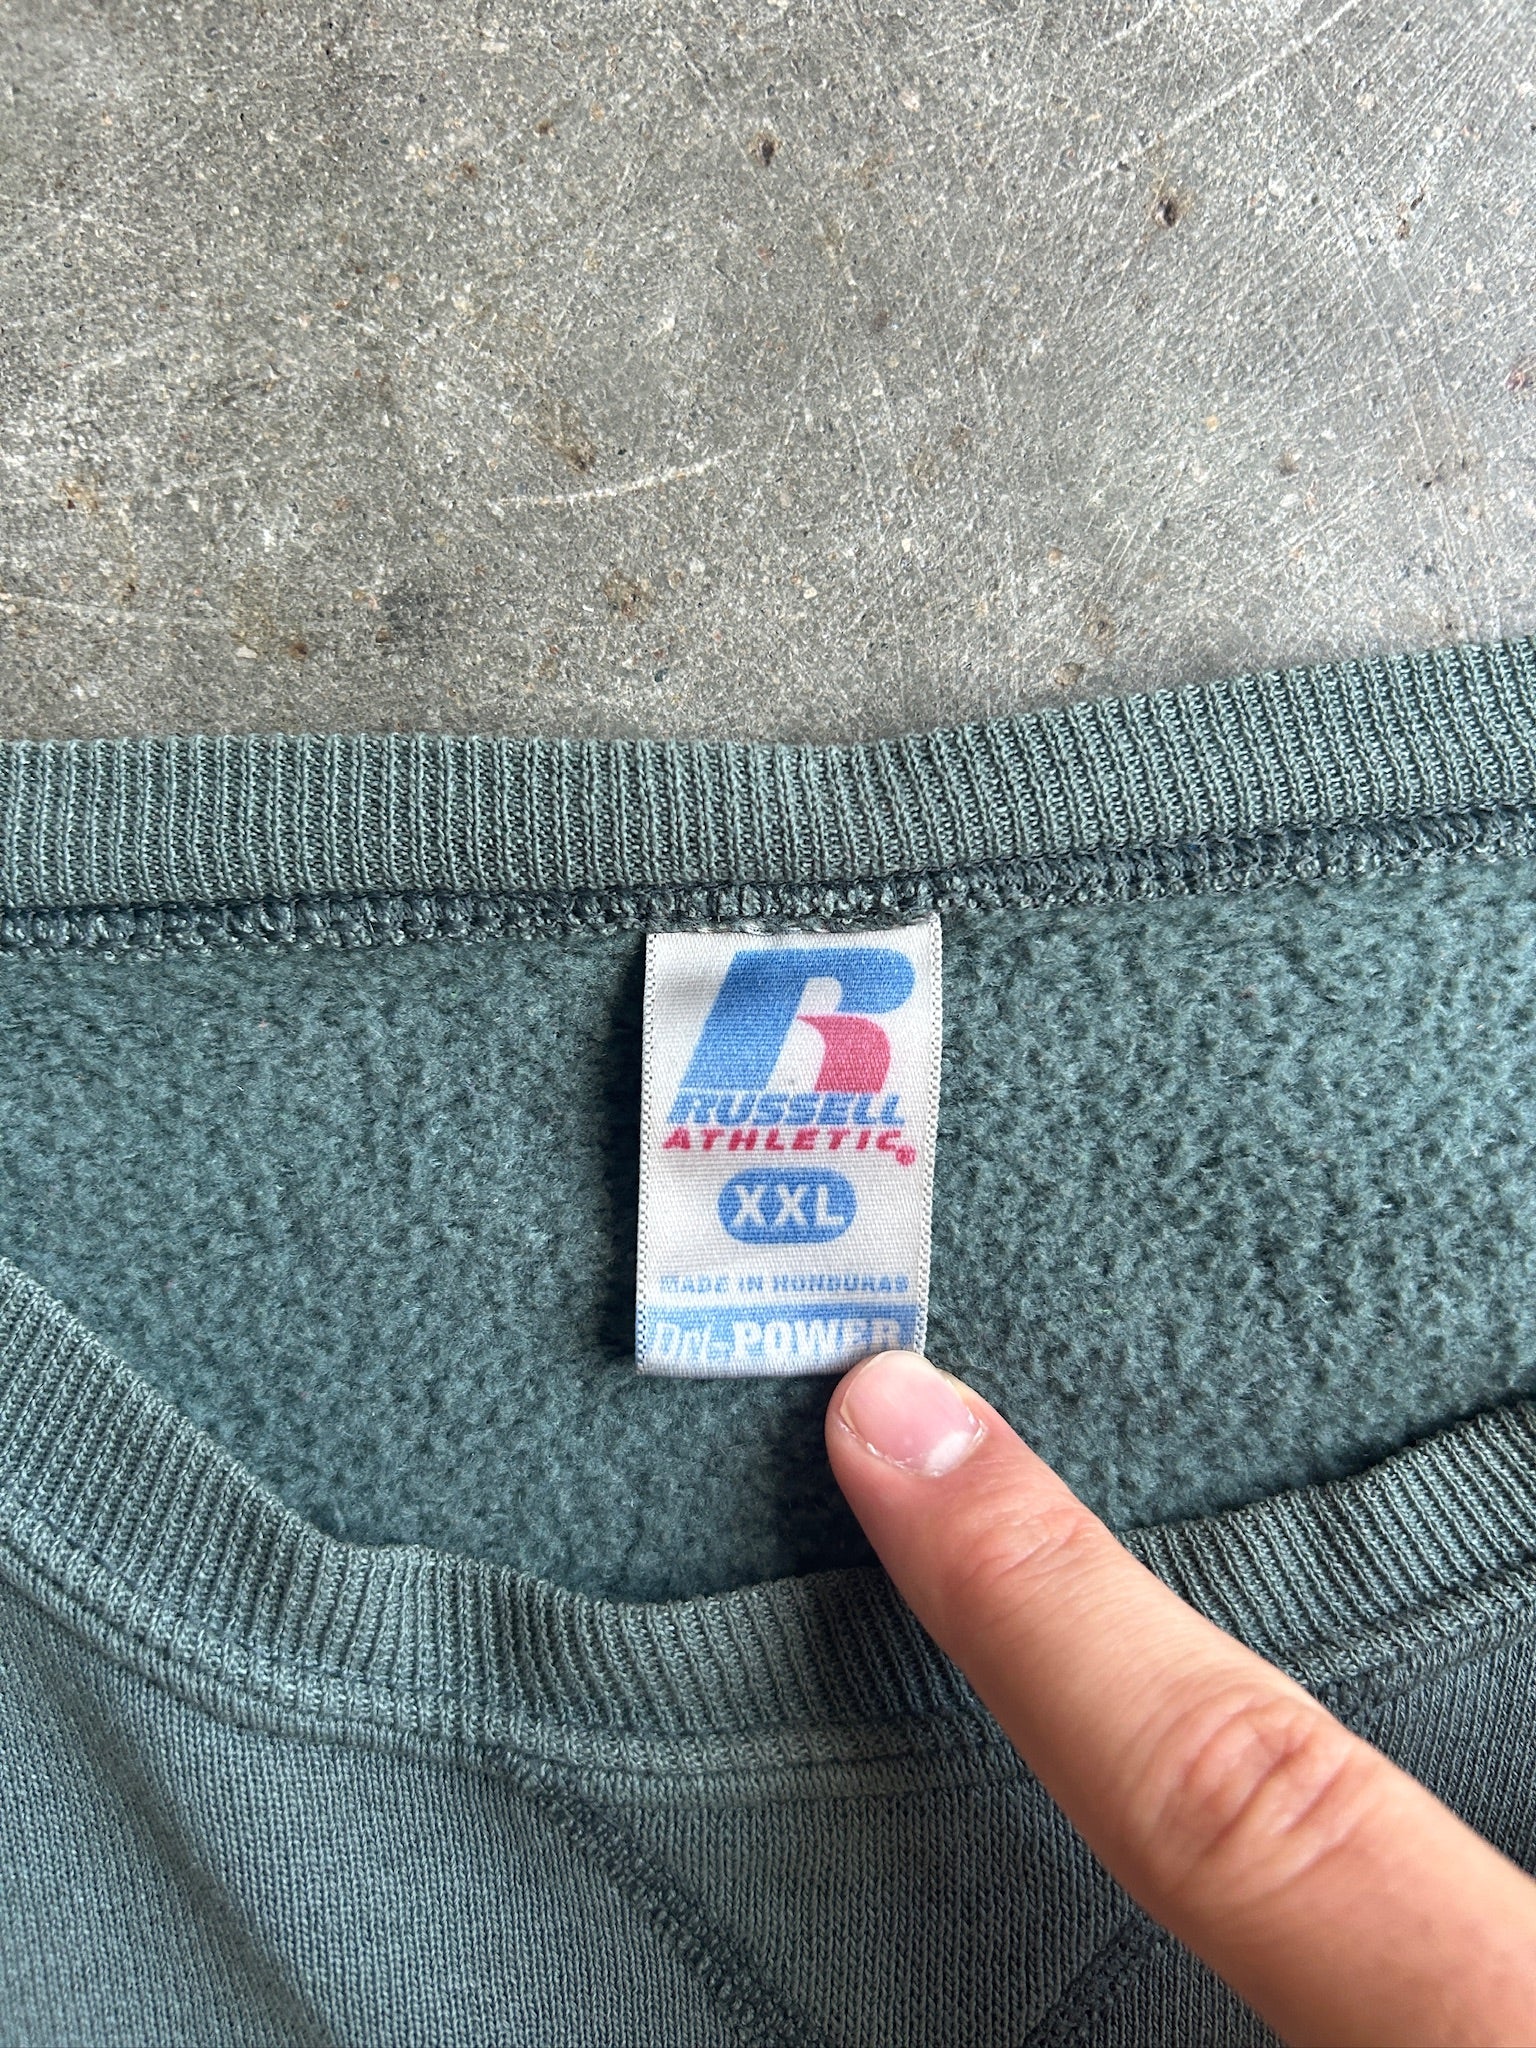 R
RUSSELL
ATHLETIC®
XXL
MADE IN HONDURAS
Dri-POWER